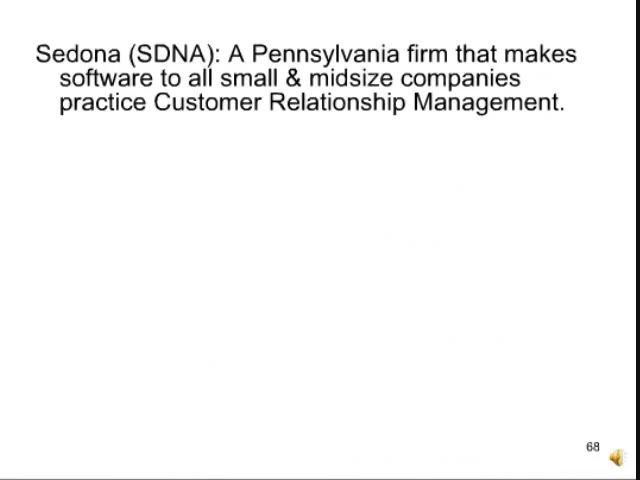 Sedona (SDNA): A Pennsylvania firm that makes
software to all small & midsize companies
practice Customer Relationship Management.
68